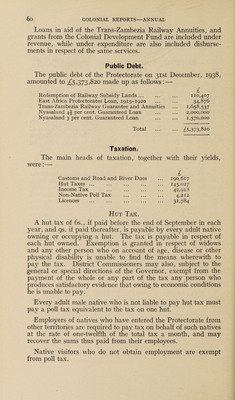 60 COLONIAL REPORTS—ANNUAL
Loans in aid of the Trans-Zambezia Railway Annuities, and
grants from the Colonial Development Fund are included under
revenue, while under expenditure are also included disburse-
ments in respect of the same services.
Public Debt.
The public debt of the Protectorate on 31st December, 1938,
amounted to £5,373,820 made up as follows:—
£
Redemption of Railway Subsidy Lands ... ... ... 110,407
East Africa Protectorates Loan, 1915-1920 ... 34,876
Trans-Zambezia Railway Guarantee and Annuities ... 1,658,537
Nyasaland 4½ per cent. Guaranteed Loan ... 2,000,000
Nyasaland 3 per cent. Guaranteed Loan ... 1,570,000
Total ... ... £5,373,820
Taxation.
The main heads of taxation, together with their yields,
were:—
£
Customs and Road and River Dues ... 190,627
Hut Taxes ... ... ... ... ... 143,027
Income Tax ... ... ... ... 42,028
Non-Native Poll Tax ... ... ... 4,412
Licences ... ... ... ... ... 31,784
HUT TAX.
A hut tax of 6s., if paid before the end of September in each
year, and 9s. if paid thereafter, is payable by every adult native
owning or occupying a hut. The tax is payable in respect of
each hut owned. Exemption is granted in respect of widows
and any other person who on account of age, disease or other
physical disability is unable to find the means wherewith to
pay the tax. District Commissioners may also, subject to the
general or special directions of the Governor, exempt from the
payment of the whole or any part of the tax any person who
produces satisfactory evidence that owing to economic conditions
he is unable to pay.
Every adult male native who is not liable to pay hut tax must
pay a poll tax equivalent to the tax on one hut.
Employers of natives who have entered the Protectorate from
other territories are required to pay tax on behalf of such natives
at the rate of one-twelfth of the total tax a month, and may
recover the sums thus paid from their employees.
Native visitors who do not obtain employment are exempt
from poll tax.